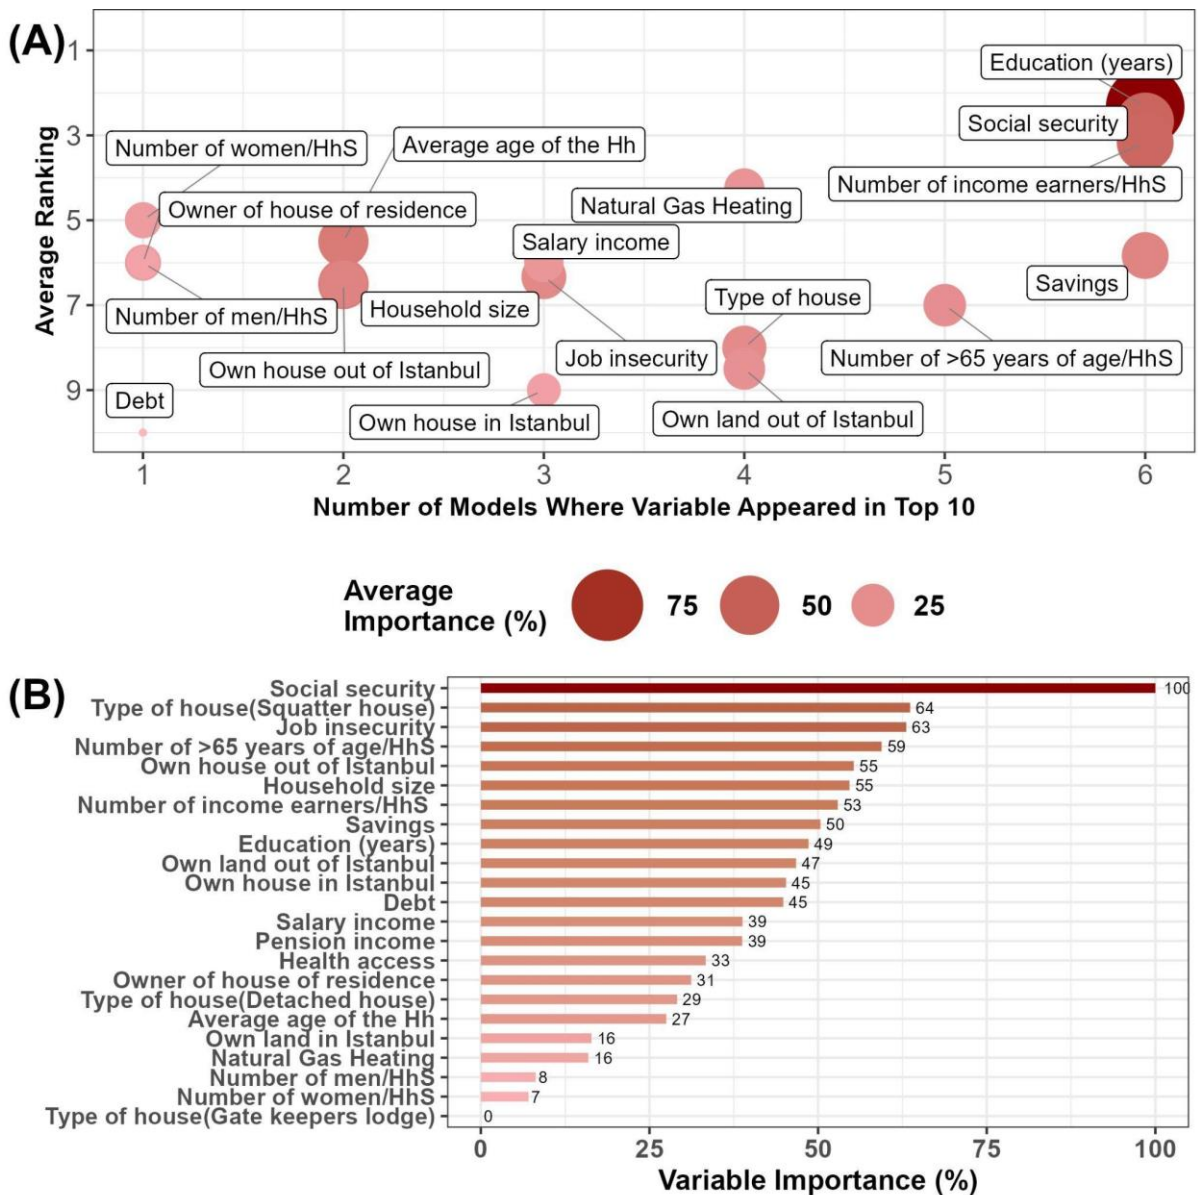 (A)
Average Ranking
1
3
5
7
9
Education (years)
Social security
Number of income earners/HhS
Number of women/HhS
Average age of the Hh
Owner of house of residence
Natural Gas Heating
Salary income
Savings
Number of men/HhS
Household size
Type of house
Own house out of Istanbul
Job insecurity
Number of >65 years of age/HhS
Debt
Own house in Istanbul
Own land out of Istanbul
1 2 3 4 5 6
Number of Models Where Variable Appeared in Top 10
Average
Importance (%)
75 50 25
(B)
Social security 100
Type of house(Squatter house) 64
Job insecurity 63
Number of >65 years of age/HhS 59
Own house out of Istanbul 55
Household size 55
Number of income earners/HhS 53
Savings 50
Education (years) 49
Own land out of Istanbul 47
Own house in Istanbul 45
Debt 45
Salary income 39
Pension income 39
Health access 33
Owner of house of residence 31
Type of house(Detached house) 29
Average age of the Hh 27
Own land in Istanbul 16
Natural Gas Heating 16
Number of men/HhS 8
Number of women/HhS 7
Type of house(Gate keepers lodge) 0
0 25 50 75 100
Variable Importance (%)